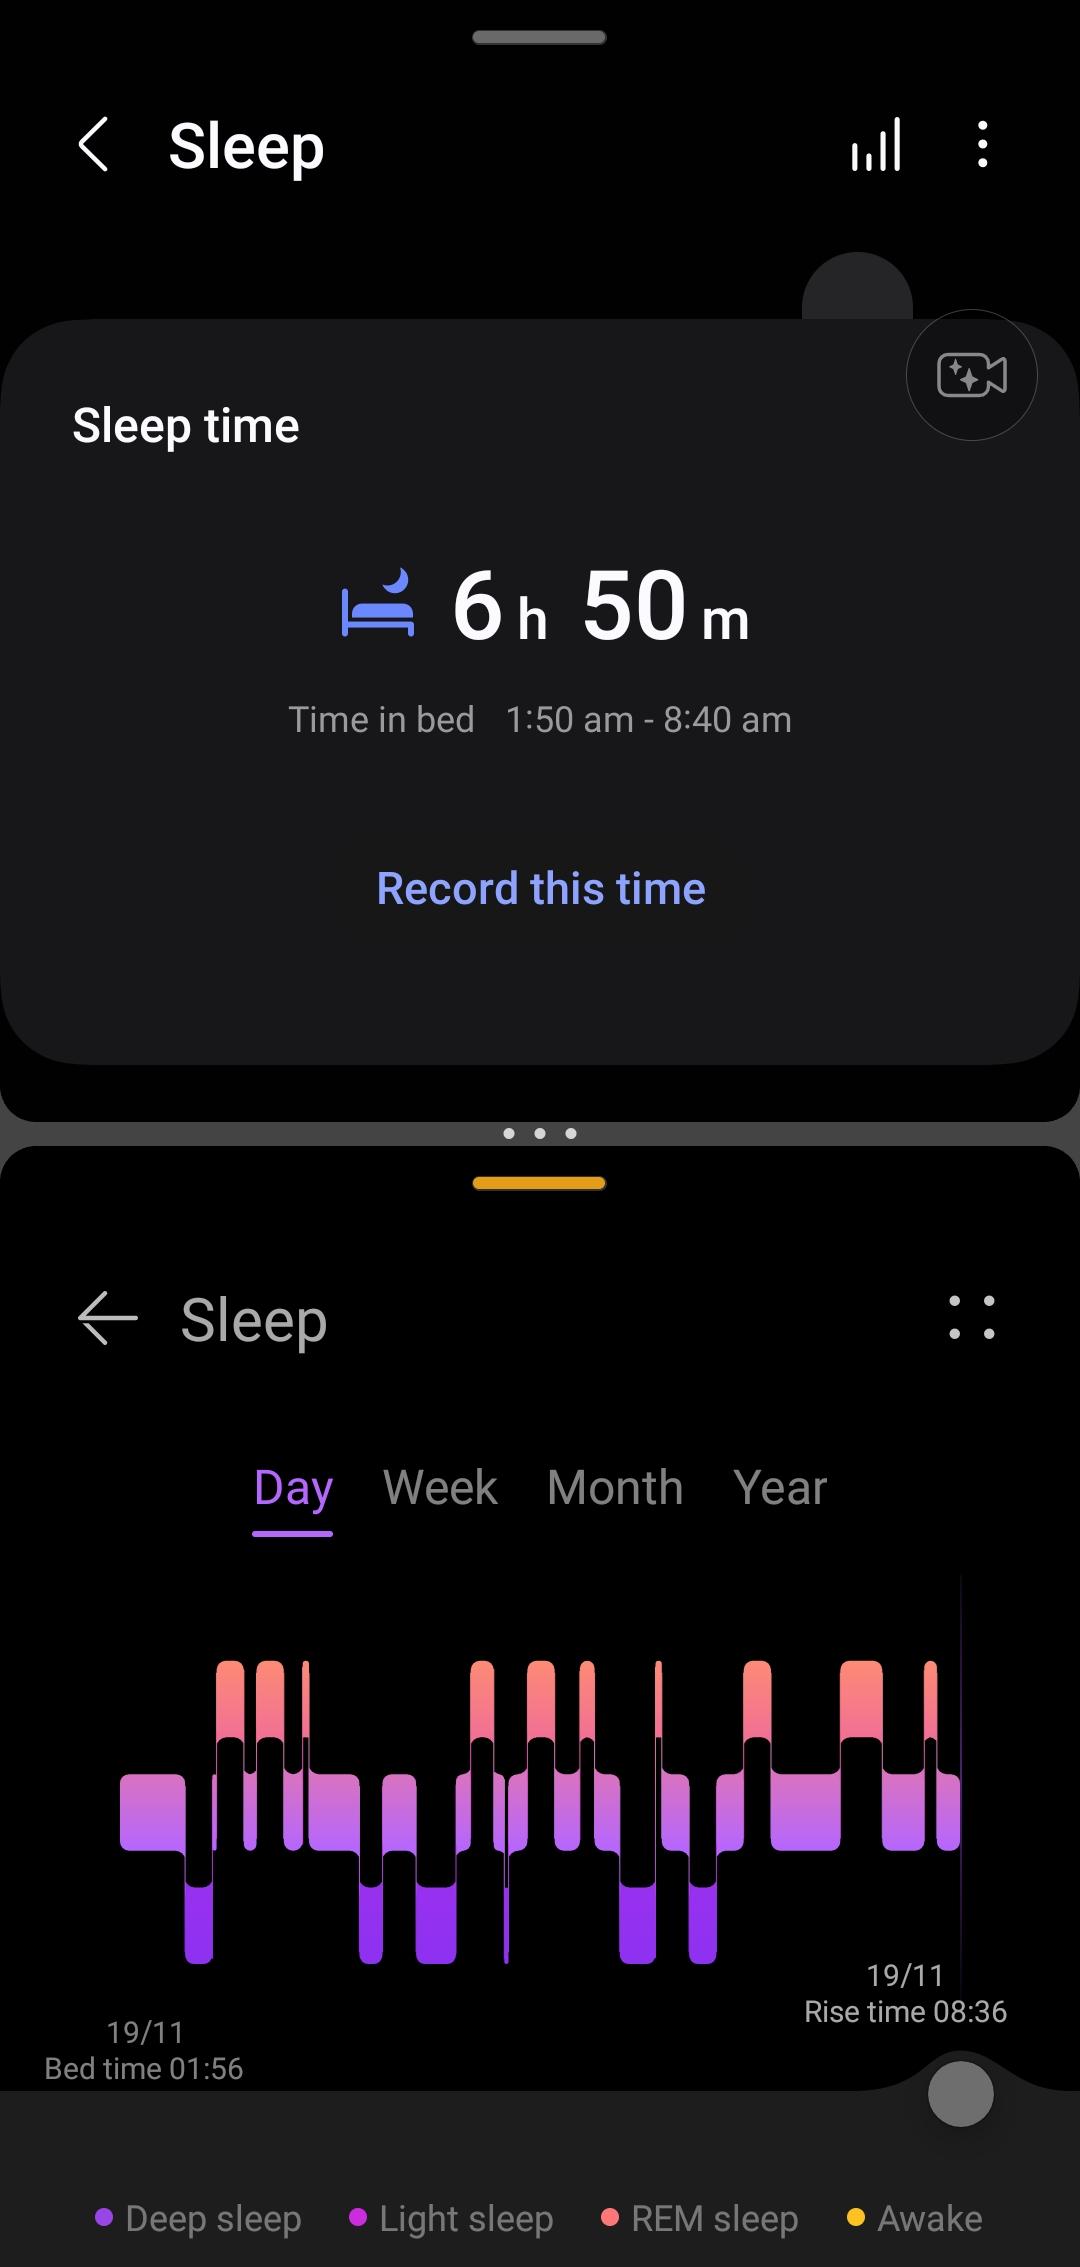 Sleep
Sleep time
6 h 50 m
Time in bed 1:50 am - 8:40 am
Record this time
Sleep
Day Week Month Year
19/11
Rise time 08:36
19/11
Bed time 01:56
Deep sleep Light sleep REM sleep Awake